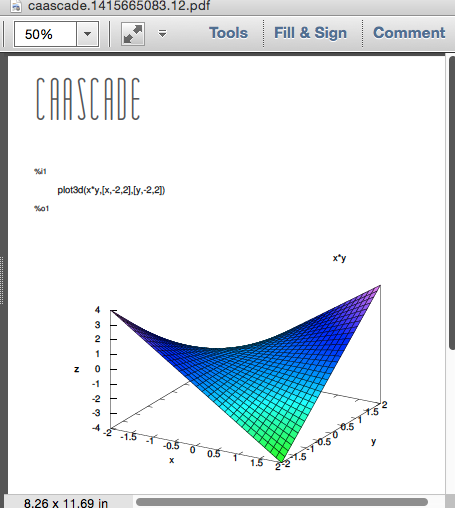 caascade.1415665083.12.pdf
50% Tools Fill & Sign Comment
CAASCADE
%i1
plot3d(x*y,[x,-2,2],[y,-2,2])
%o1
x*y
4
3
2
1
z 0
-1
-2
-3
-4
-2 -1.5 -1 -0.5 0 0.5 1 1.5 2
x
-2 -1.5 -1 -0.5 0 0.5 1 1.5 2
y
8.26 x 11.69 in